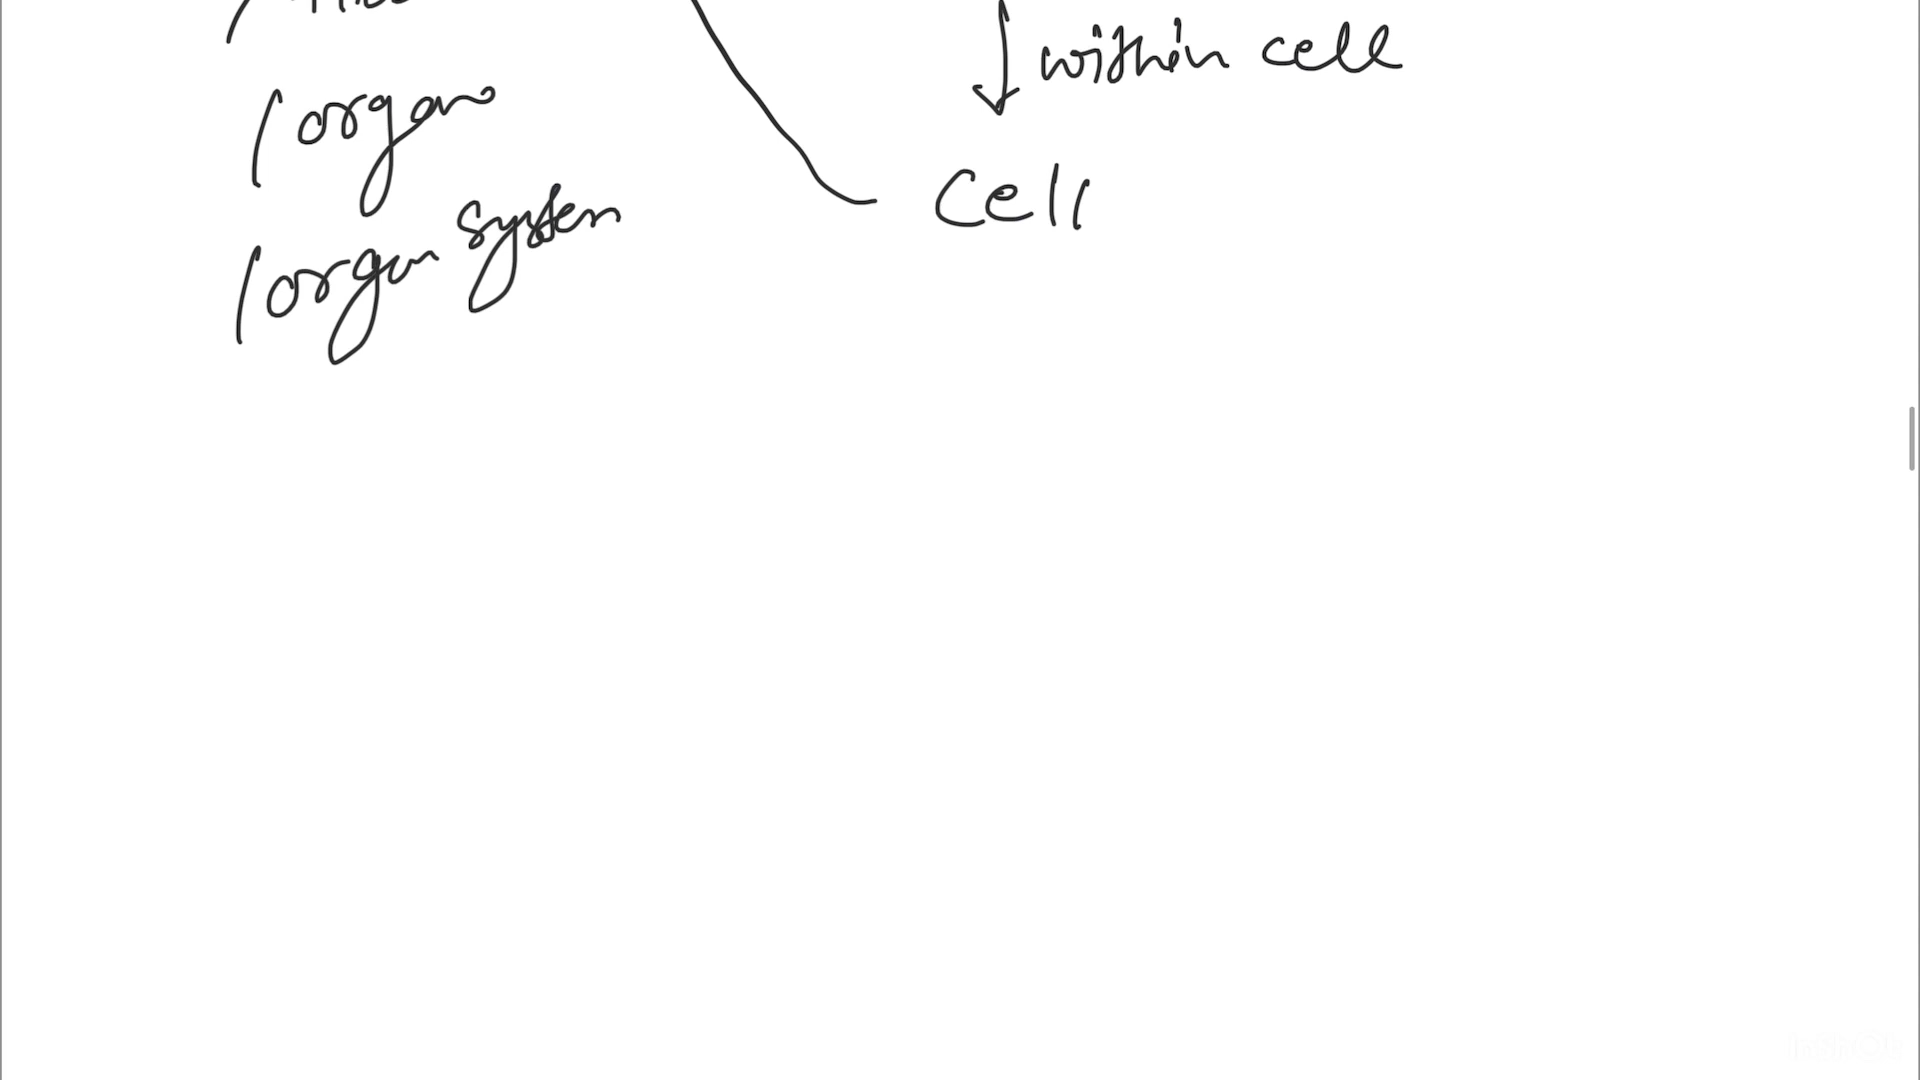 within cell
/ organ
cell
/ organ system